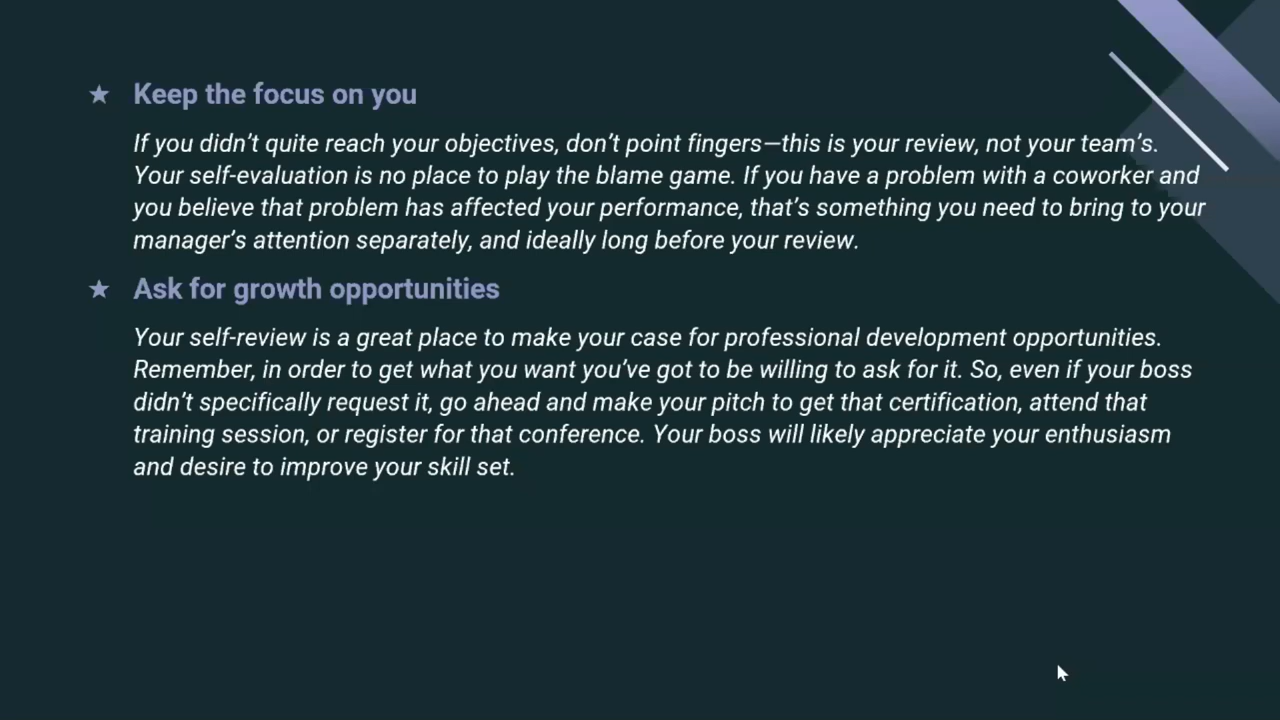 ★ Keep the focus on you
If you didn’t quite reach your objectives, don’t point fingers—this is your review, not your team’s.
Your self-evaluation is no place to play the blame game. If you have a problem with a coworker and
you believe that problem has affected your performance, that’s something you need to bring to your
manager’s attention separately, and ideally long before your review.
★ Ask for growth opportunities
Your self-review is a great place to make your case for professional development opportunities.
Remember, in order to get what you want you’ve got to be willing to ask for it. So, even if your boss
didn’t specifically request it, go ahead and make your pitch to get that certification, attend that
training session, or register for that conference. Your boss will likely appreciate your enthusiasm
and desire to improve your skill set.